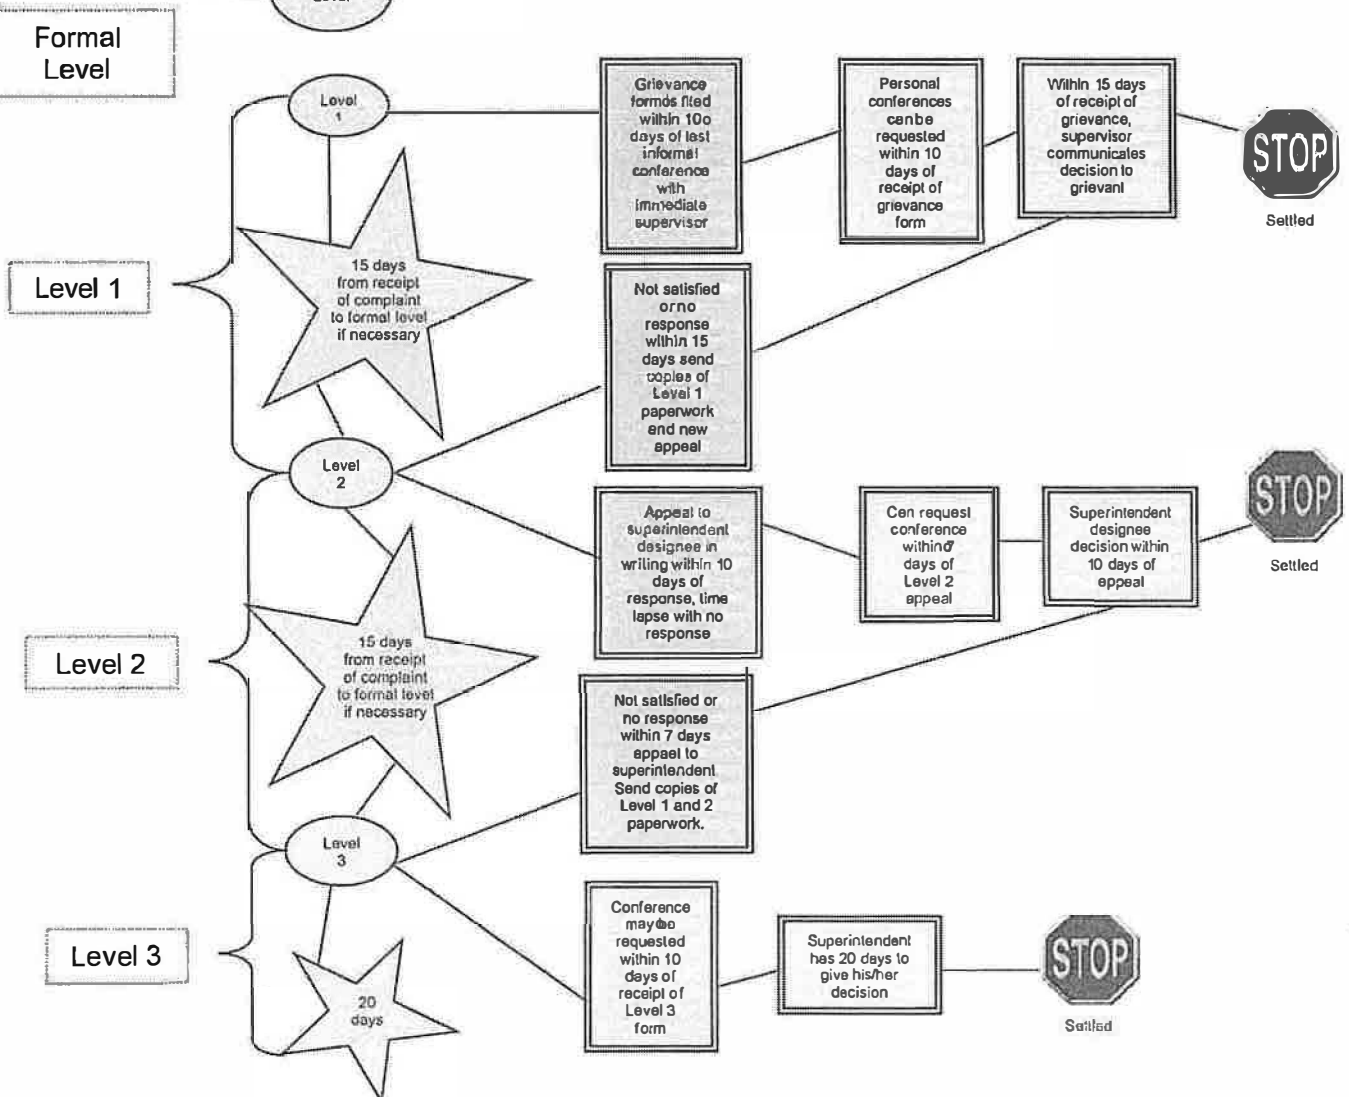 Formal
Level
Level
1
Grievance
formds filed
within 10o
days of last
informal
conference
with
immediate
supervisor
Personal
conferences
canbe
requested
within 10
days of
receipt of
grievance
form
Within 15 days
of receipt of
grievance,
supervisor
communicates
decision to
grievant
STOP
Settled
Level 1
15 days
from receipt
of complaint
to formal level
if necessary
Not satisfied
orno
response
within 15
days send
copies of
Level 1
paperwork
and new
appeal
Level
2
Appeal to
superintendent
designee in
writing within 10
days of
response, time
lapse with no
response
Can request
conference
within7
days of
Level 2
appeal
Superintendent
designee
decision within
10 days of
appeal
STOP
Settled
Level 2
15 days
from receipt
of complaint
to formal level
if necessary
Not satisfied or
no response
within 7 days
appeal to
superintendent
Send copies of
Level 1 and 2
paperwork.
Level
3
Level 3
20
days
Conference
may be
requested
within 10
days of
receipt of
Level 3
form
Superintendent
has 20 days to
give his/her
decision
STOP
Settled